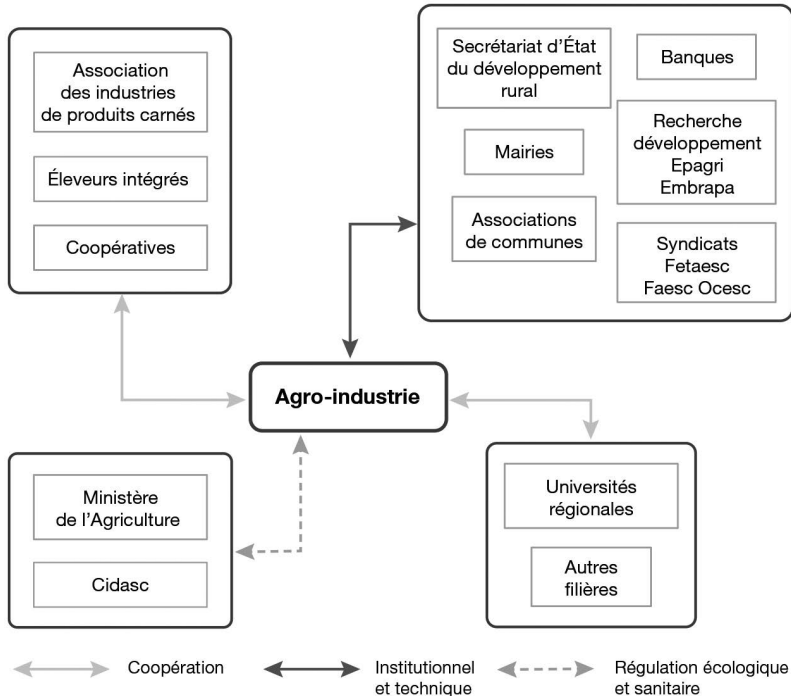 Association
des industries
de produits carnés
Éleveurs intégrés
Coopératives
Secrétariat d’État
du développement
rural
Banques
Mairies
Recherche
développement
Epagri
Embrapa
Associations
de communes
Syndicats
Fetaesc
Faesc Ocesc
Agro-industrie
Ministère
de l’Agriculture
Cidasc
Universités
régionales
Autres
filières
Coopération
Institutionnel
et technique
Régulation écologique
et sanitaire